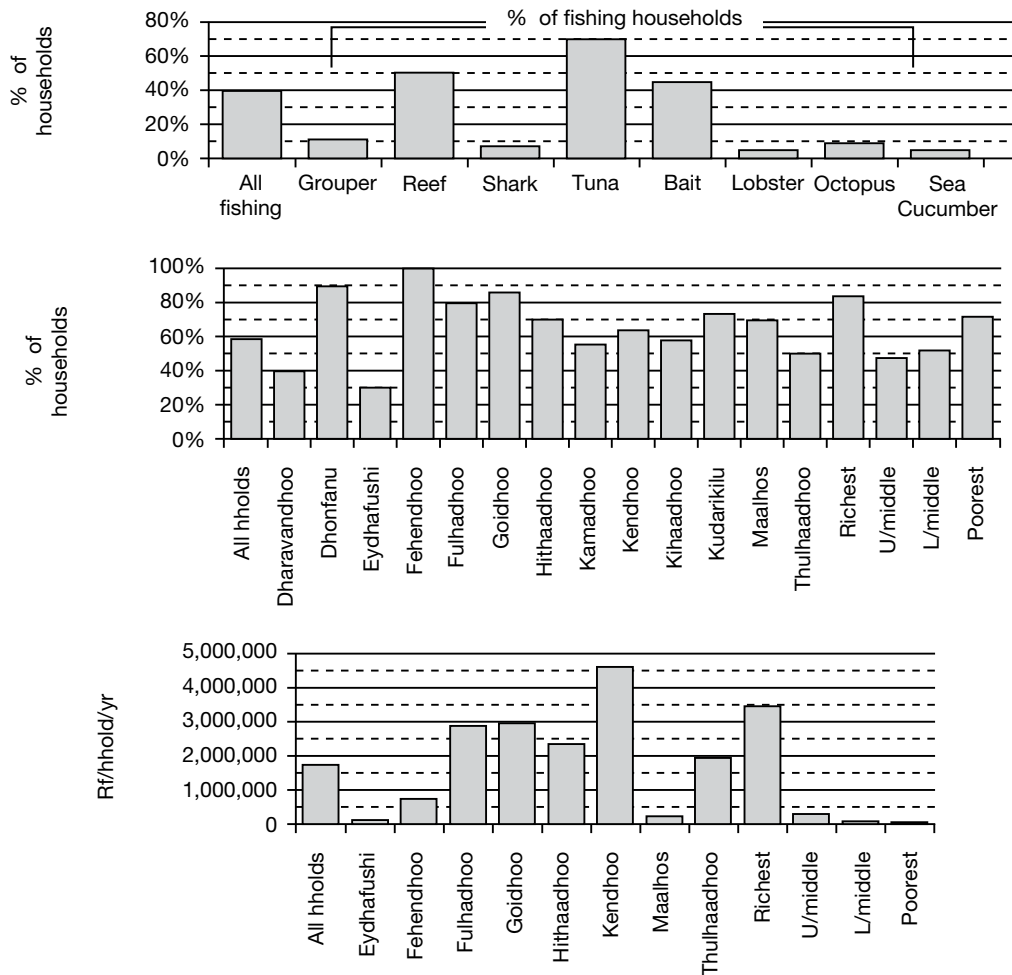 % of fishing households
% of
households
80%
60%
40%
20%
0%
All
fishing
Grouper
Reef
Shark
Tuna
Bait
Lobster
Octopus
Sea
Cucumber
% of
households
100%
80%
60%
40%
20%
0%
All hholds
Dharavandhoo
Dhonfanu
Eydhafushi
Fehendhoo
Fulhadhoo
Goidhoo
Hithaadhoo
Kamadhoo
Kendhoo
Kihaadhoo
Kudarikilu
Maalhos
Thulhaadhoo
Richest
U/middle
L/middle
Poorest
Rf/hhold/yr
5,000,000
4,000,000
3,000,000
2,000,000
1,000,000
0
All hholds
Eydhafushi
Fehendhoo
Fulhadhoo
Goidhoo
Hithaadhoo
Kendhoo
Maalhos
Thulhaadhoo
Richest
U/middle
L/middle
Poorest